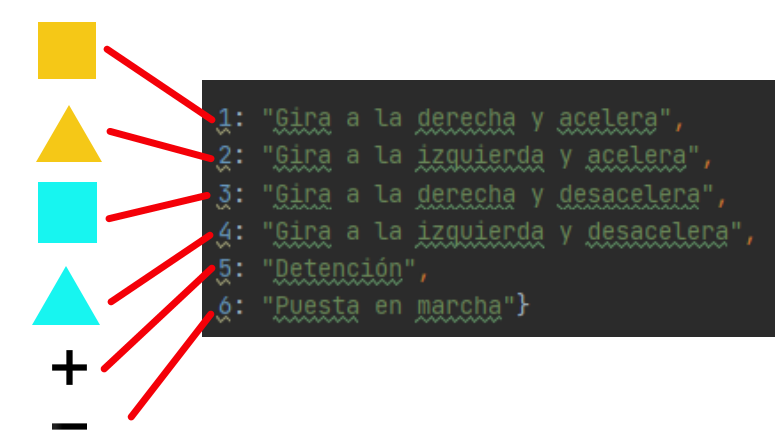 1: "Gira a la derecha y acelera",
2: "Gira a la izquierda y acelera",
3: "Gira a la derecha y desacelera",
4: "Gira a la izquierda y desacelera",
5: "Detención",
+
6: "Puesta en marcha"}
−